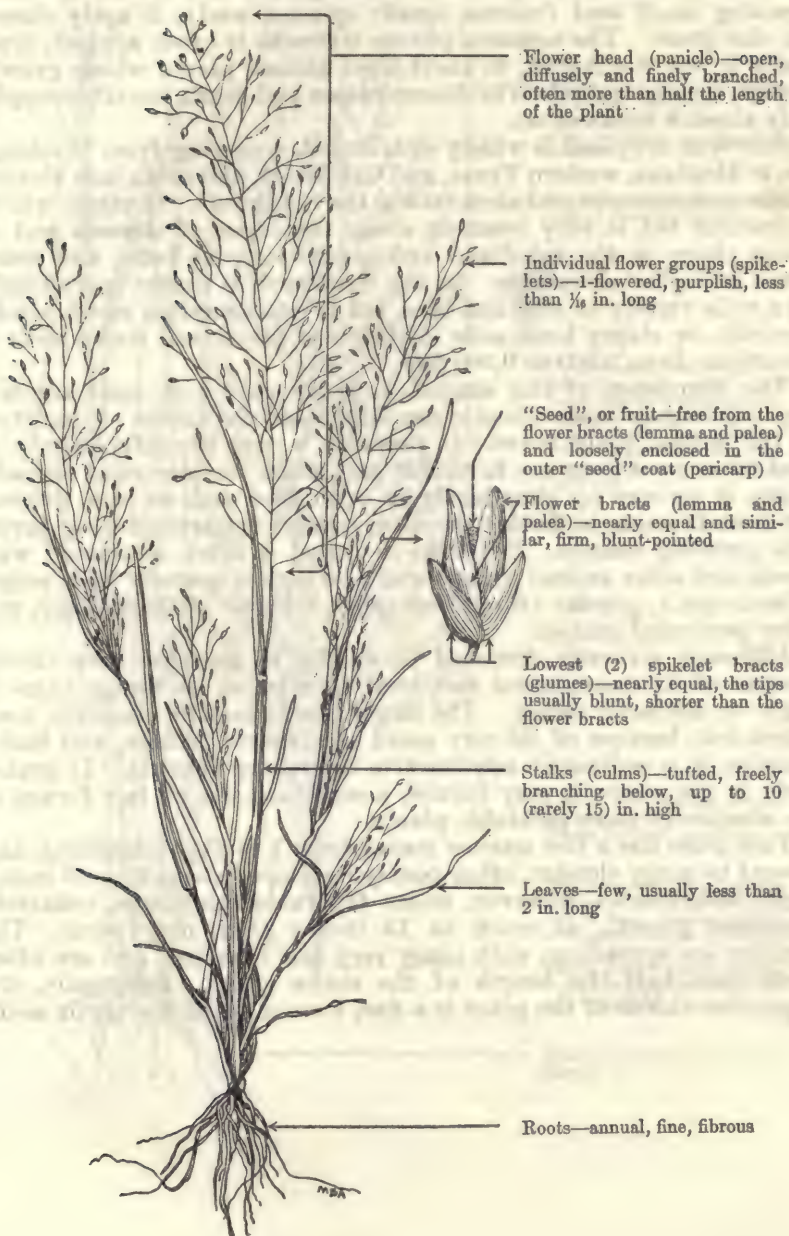 Flower head (panicle)—open,
diffusely and finely branched,
often more than half the length
of the plant
Individual flower groups (spike-
lets)—1-flowered, purplish, less
than 1/16 in. long
"Seed", or fruit—free from the
flower bracts (lemma and palea)
and loosely enclosed in the
outer "seed" coat (pericarp)
Flower bracts (lemma and
palea)—nearly equal and simi-
lar, firm, blunt-pointed
Lowest (2) spikelet bracts
(glumes)—nearly equal, the tips
usually blunt, shorter than the
flower bracts
Stalks (culms)—tufted, freely
branching below, up to 10
(rarely 15) in. high
Leaves—few, usually less than
2 in. long
Roots—annual, fine, fibrous
MBA